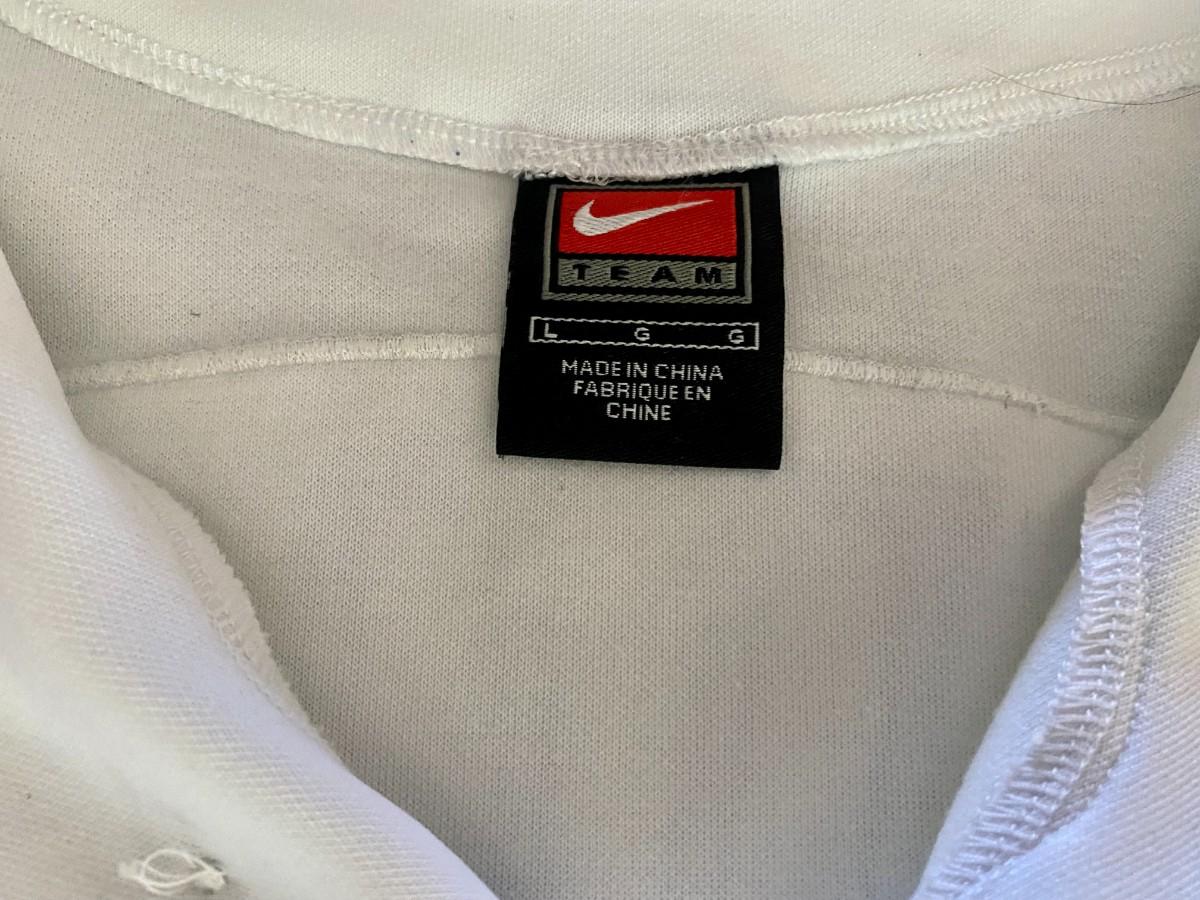 TEAM
L G G
MADE IN CHINA
FABRIQUE EN
CHINE